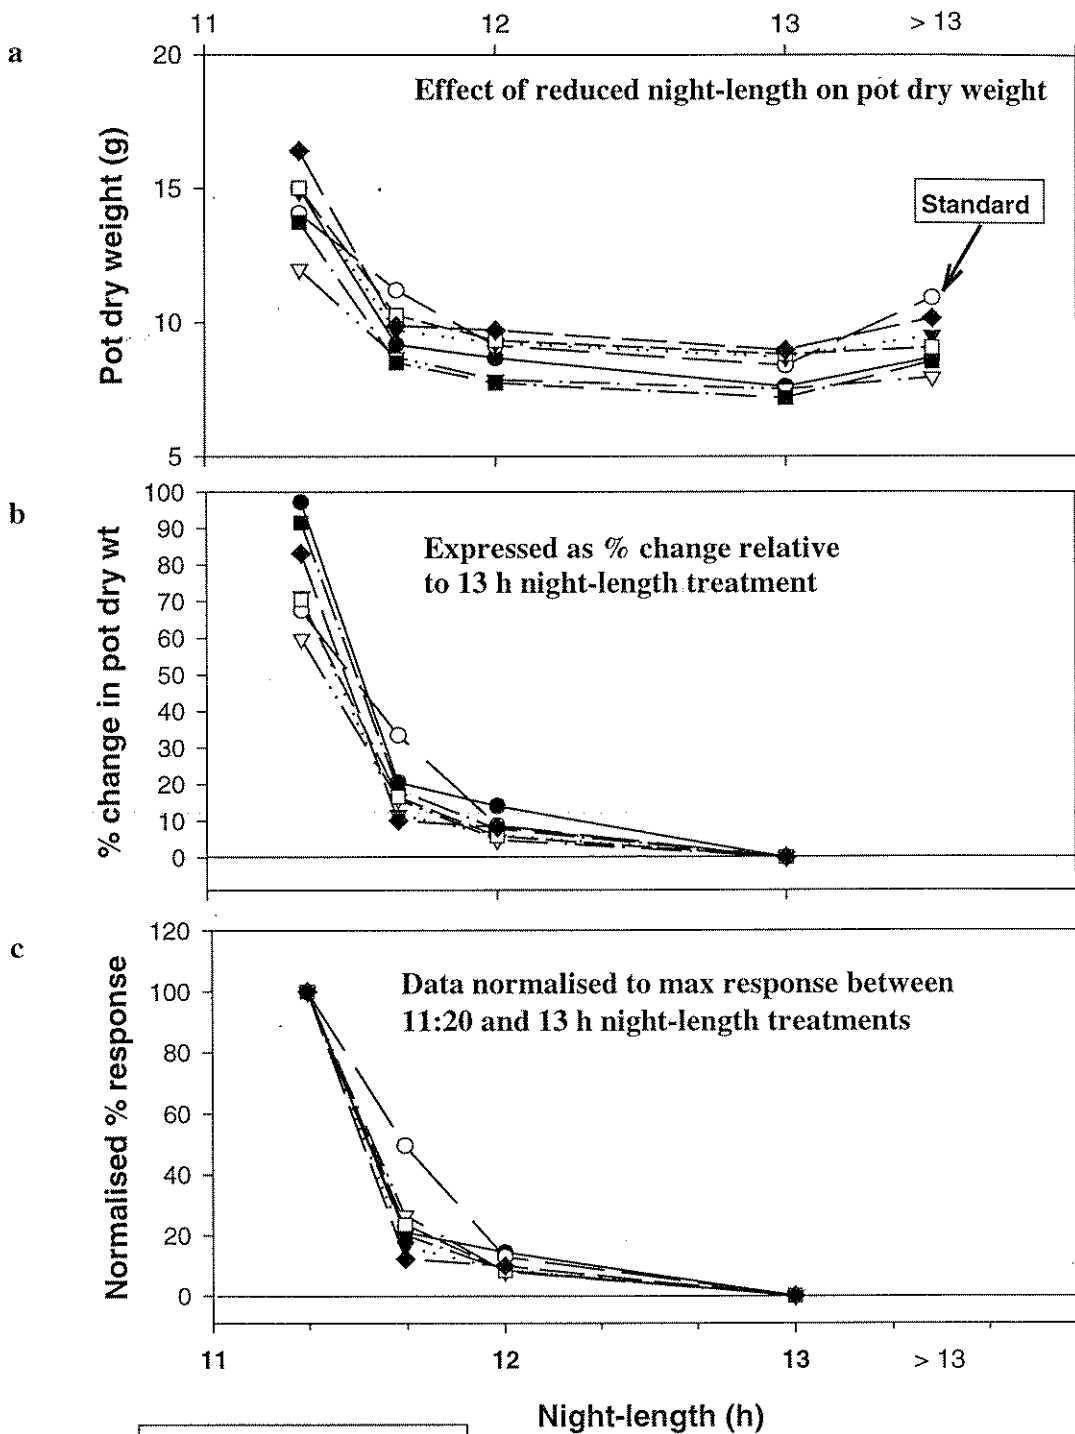 11 12 13 > 13
a
20
Effect of reduced night-length on pot dry weight
15
Standard
10
5
Pot dry weight (g)
b
100
90
80
70
60
50
40
30
20
10
0
Expressed as % change relative
to 13 h night-length treatment
% change in pot dry wt
c
120
100
80
60
40
20
0
Data normalised to max response between
11:20 and 13 h night-length treatments
Normalised % response
11 12 13 > 13
Night-length (h)